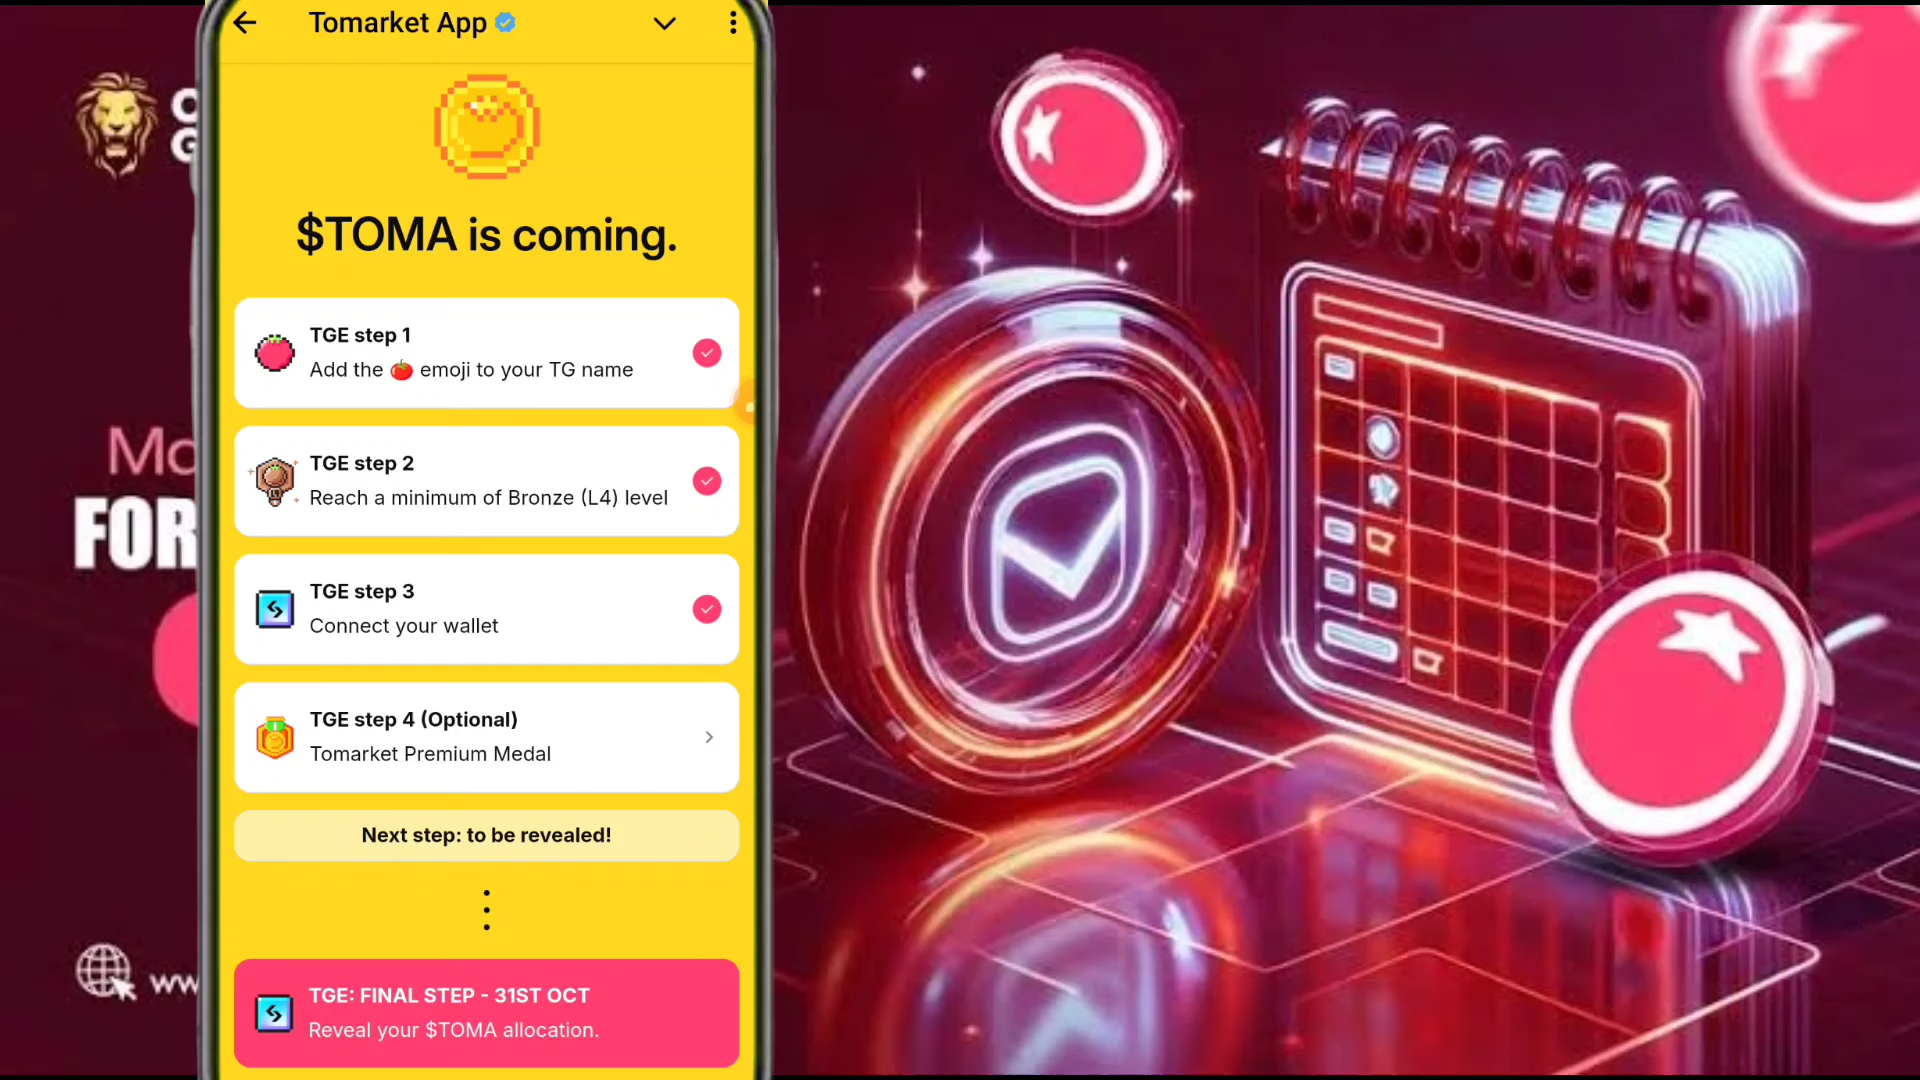 Tomarket App
$TOMA is coming.
TGE step 1
Add the 🍅 emoji to your TG name
TGE step 2
Reach a minimum of Bronze (L4) level
TGE step 3
Connect your wallet
TGE step 4 (Optional)
Tomarket Premium Medal
Next step: to be revealed!
TGE: FINAL STEP - 31ST OCT
Reveal your $TOMA allocation.
FOR